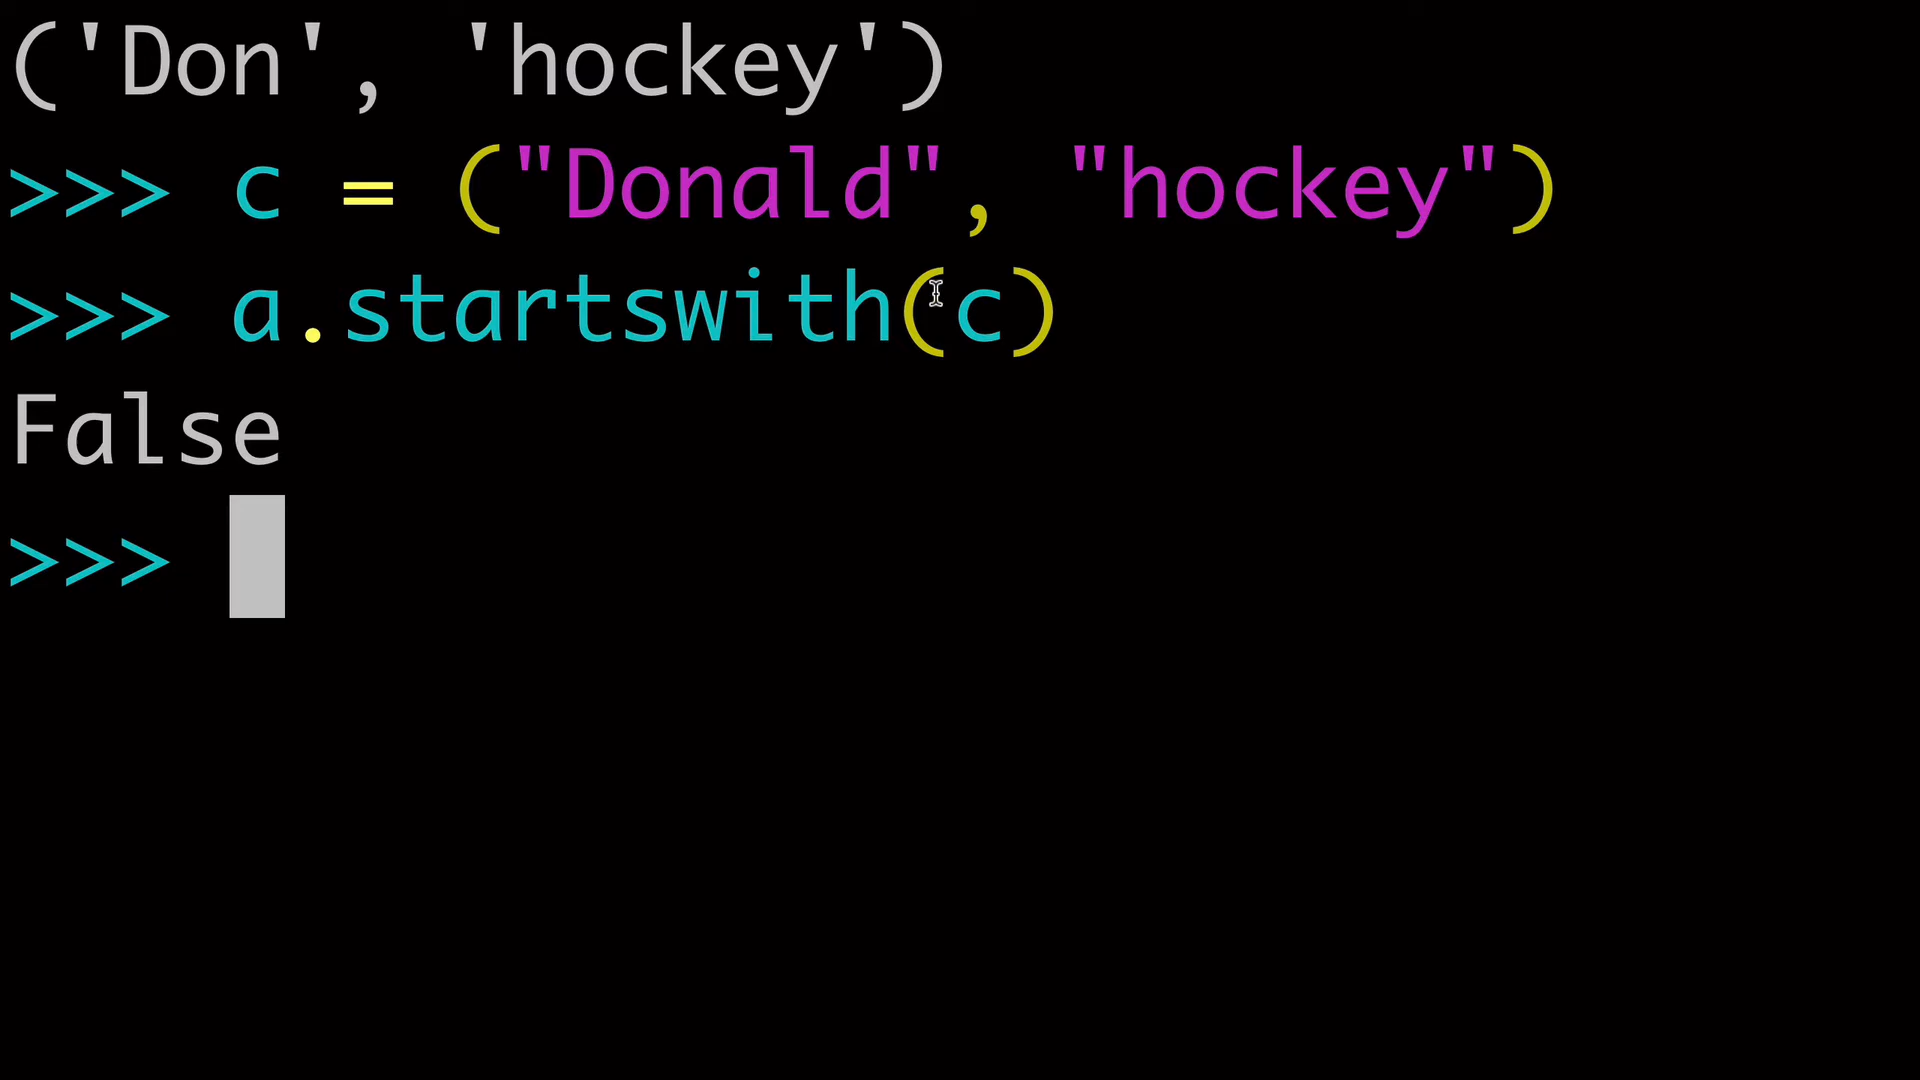 ('Don', 'hockey')
>>> c = ("Donald", "hockey")
>>> a.startswith(c)
False
>>>